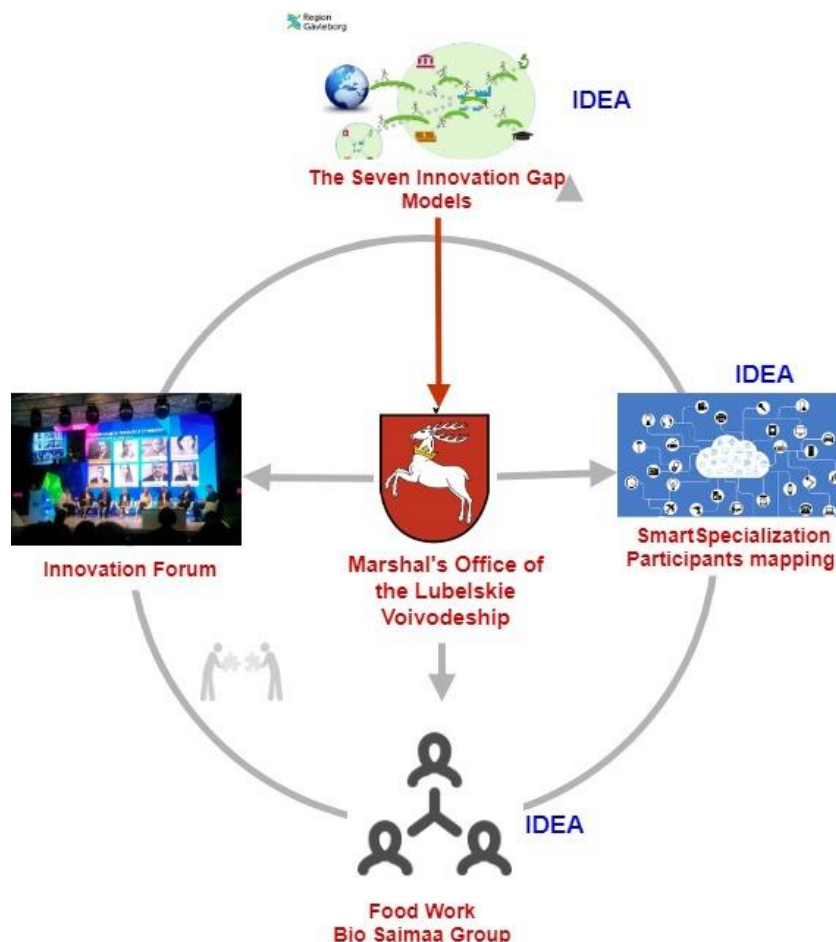 Region
Gävleborg
IDEA
The Seven Innovation Gap
Models
IDEA
Innovation Forum
Marshal's Office of
the Lubelskie
Voivodeship
SmartSpecialization
Participants mapping
IDEA
Food Work
Bio Saimaa Group